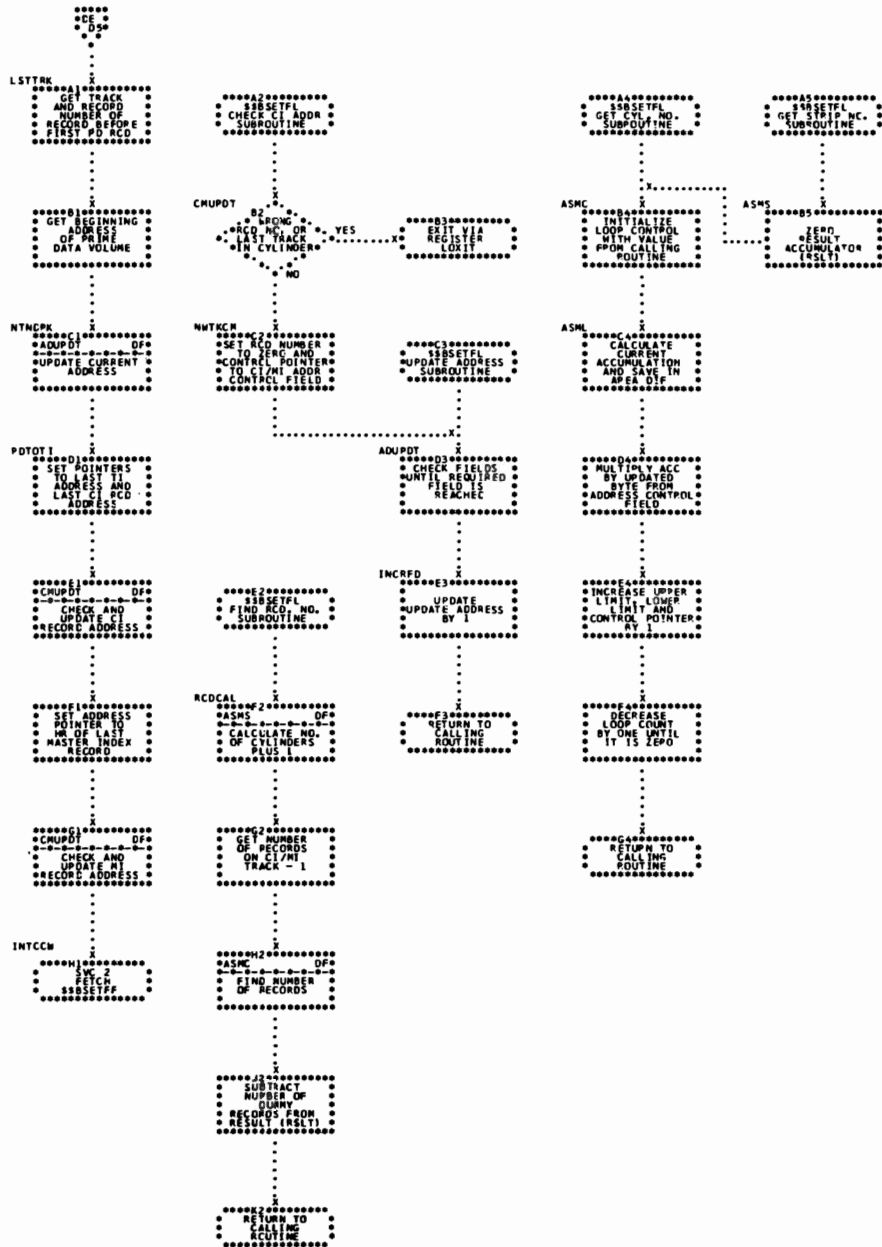 DE
D5
LSTTRK
A1
GET TRACK
AND RECORD
NUMBER OF
RECORD BEFORE
FIRST PD RCD
B1
GET BEGINNING
ADDRESS
OF PRIME
DATA VOLUME
NTNDPK
C1
ADUPDT DF
UPDATE CURRENT
ADDRESS
PDTOTI
D1
SET POINTERS
TO LAST TI
ADDRESS AND
LAST CI RCD
ADDRESS
E1
CMUPDT DF
CHECK AND
UPDATE CI
RECORD ADDRESS
F1
SET ADDRESS
POINTER TO
HR OF LAST
MASTER INDEX
RECORD
G1
CMUPDT DF
CHECK AND
UPDATE MI
RECORD ADDRESS
INTCCW
H1
SVC 2
FETCH
$$BSETFF
A2
$$BSETFL
CHECK CI ADDR
SUBROUTINE
CMUPDT
B2
WRONG
RCD NO. OR
LAST TRACK
IN CYLINDER
YES
NO
B3
EXIT VIA
REGISTER
LOXIT
NWTKCM
C2
SET RCD NUMBER
TO ZERO AND
CONTROL POINTER
TO CI/MI ADDR
CONTROL FIELD
C3
$$BSETFL
UPDATE ADDRESS
SUBROUTINE
ADUPDT
D3
CHECK FIELDS
UNTIL REQUIRED
FIELD IS
REACHEC
INCRFD
E3
UPDATE
UPDATE ADDRESS
BY 1
F3
RETURN TO
CALLING
ROUTINE
E2
$$BSETFL
FIND RCD. NO.
SUBROUTINE
RCDCAL
F2
ASMS DF
CALCULATE NO.
OF CYLINDERS
PLUS 1
G2
GET NUMBER
OF RECORDS
ON CI/MI
TRACK - 1
H2
ASMC DF
FIND NUMBER
OF RECORDS
J2
SUBTRACT
NUMBER OF
DUMMY
RECORDS FROM
RESULT (RSLT)
K2
RETURN TO
CALLING
RCUTINE
A4
$$BSETFL
GET CYL. NO.
SUBPOUTINE
A5
$$BSETFL
GET STRIP NC.
SUBROUTINE
ASMC
B4
INITIALIZE
LOOP CONTROL
WITH VALUE
FROM CALLING
ROUTINE
ASMS
B5
ZERO
RESULT
ACCUMULATOR
(RSLT)
ASML
C4
CALCULATE
CURRENT
ACCUMULATION
AND SAVE IN
APEA DIF
D4
MULTIPLY ACC
BY UPDATED
BYTE FROM
ADDRESS CONTROL
FIELD
E4
INCREASE UPPER
LIMIT, LOWER
LIMIT AND
CONTROL POINTER
BY 1
F4
DECREASE
LOOP COUNT
BY ONE UNTIL
IT IS ZERO
G4
RETURN TO
CALLING
ROUTINE